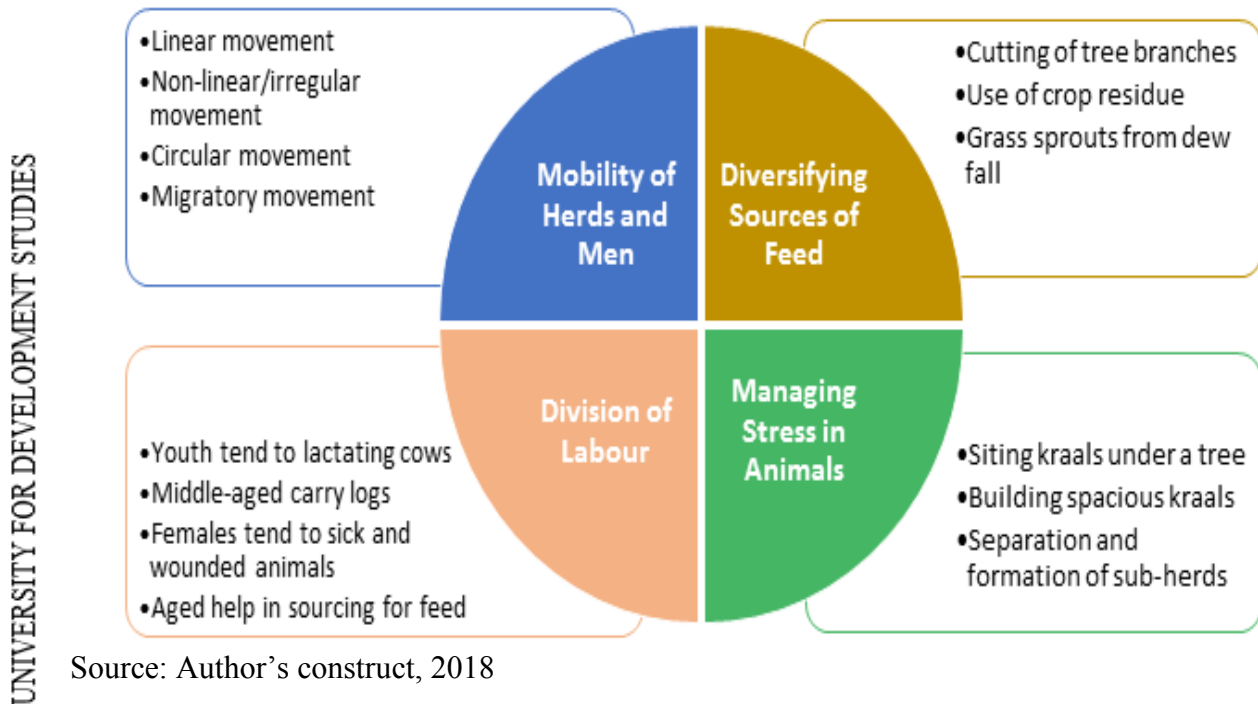 •Linear movement
•Non-linear/irregular
movement
•Circular movement
•Migratory movement
Mobility of
Herds and
Men
Diversifying
Sources of
Feed
•Cutting of tree branches
•Use of crop residue
•Grass sprouts from dew
fall
•Youth tend to lactating cows
•Middle-aged carry logs
•Females tend to sick and
wounded animals
•Aged help in sourcing for feed
Division of
Labour
Managing
Stress in
Animals
•Siting kraals under a tree
•Building spacious kraals
•Separation and
formation of sub-herds
Source: Author’s construct, 2018
UNIVERSITY FOR DEVELOPMENT STUDIES